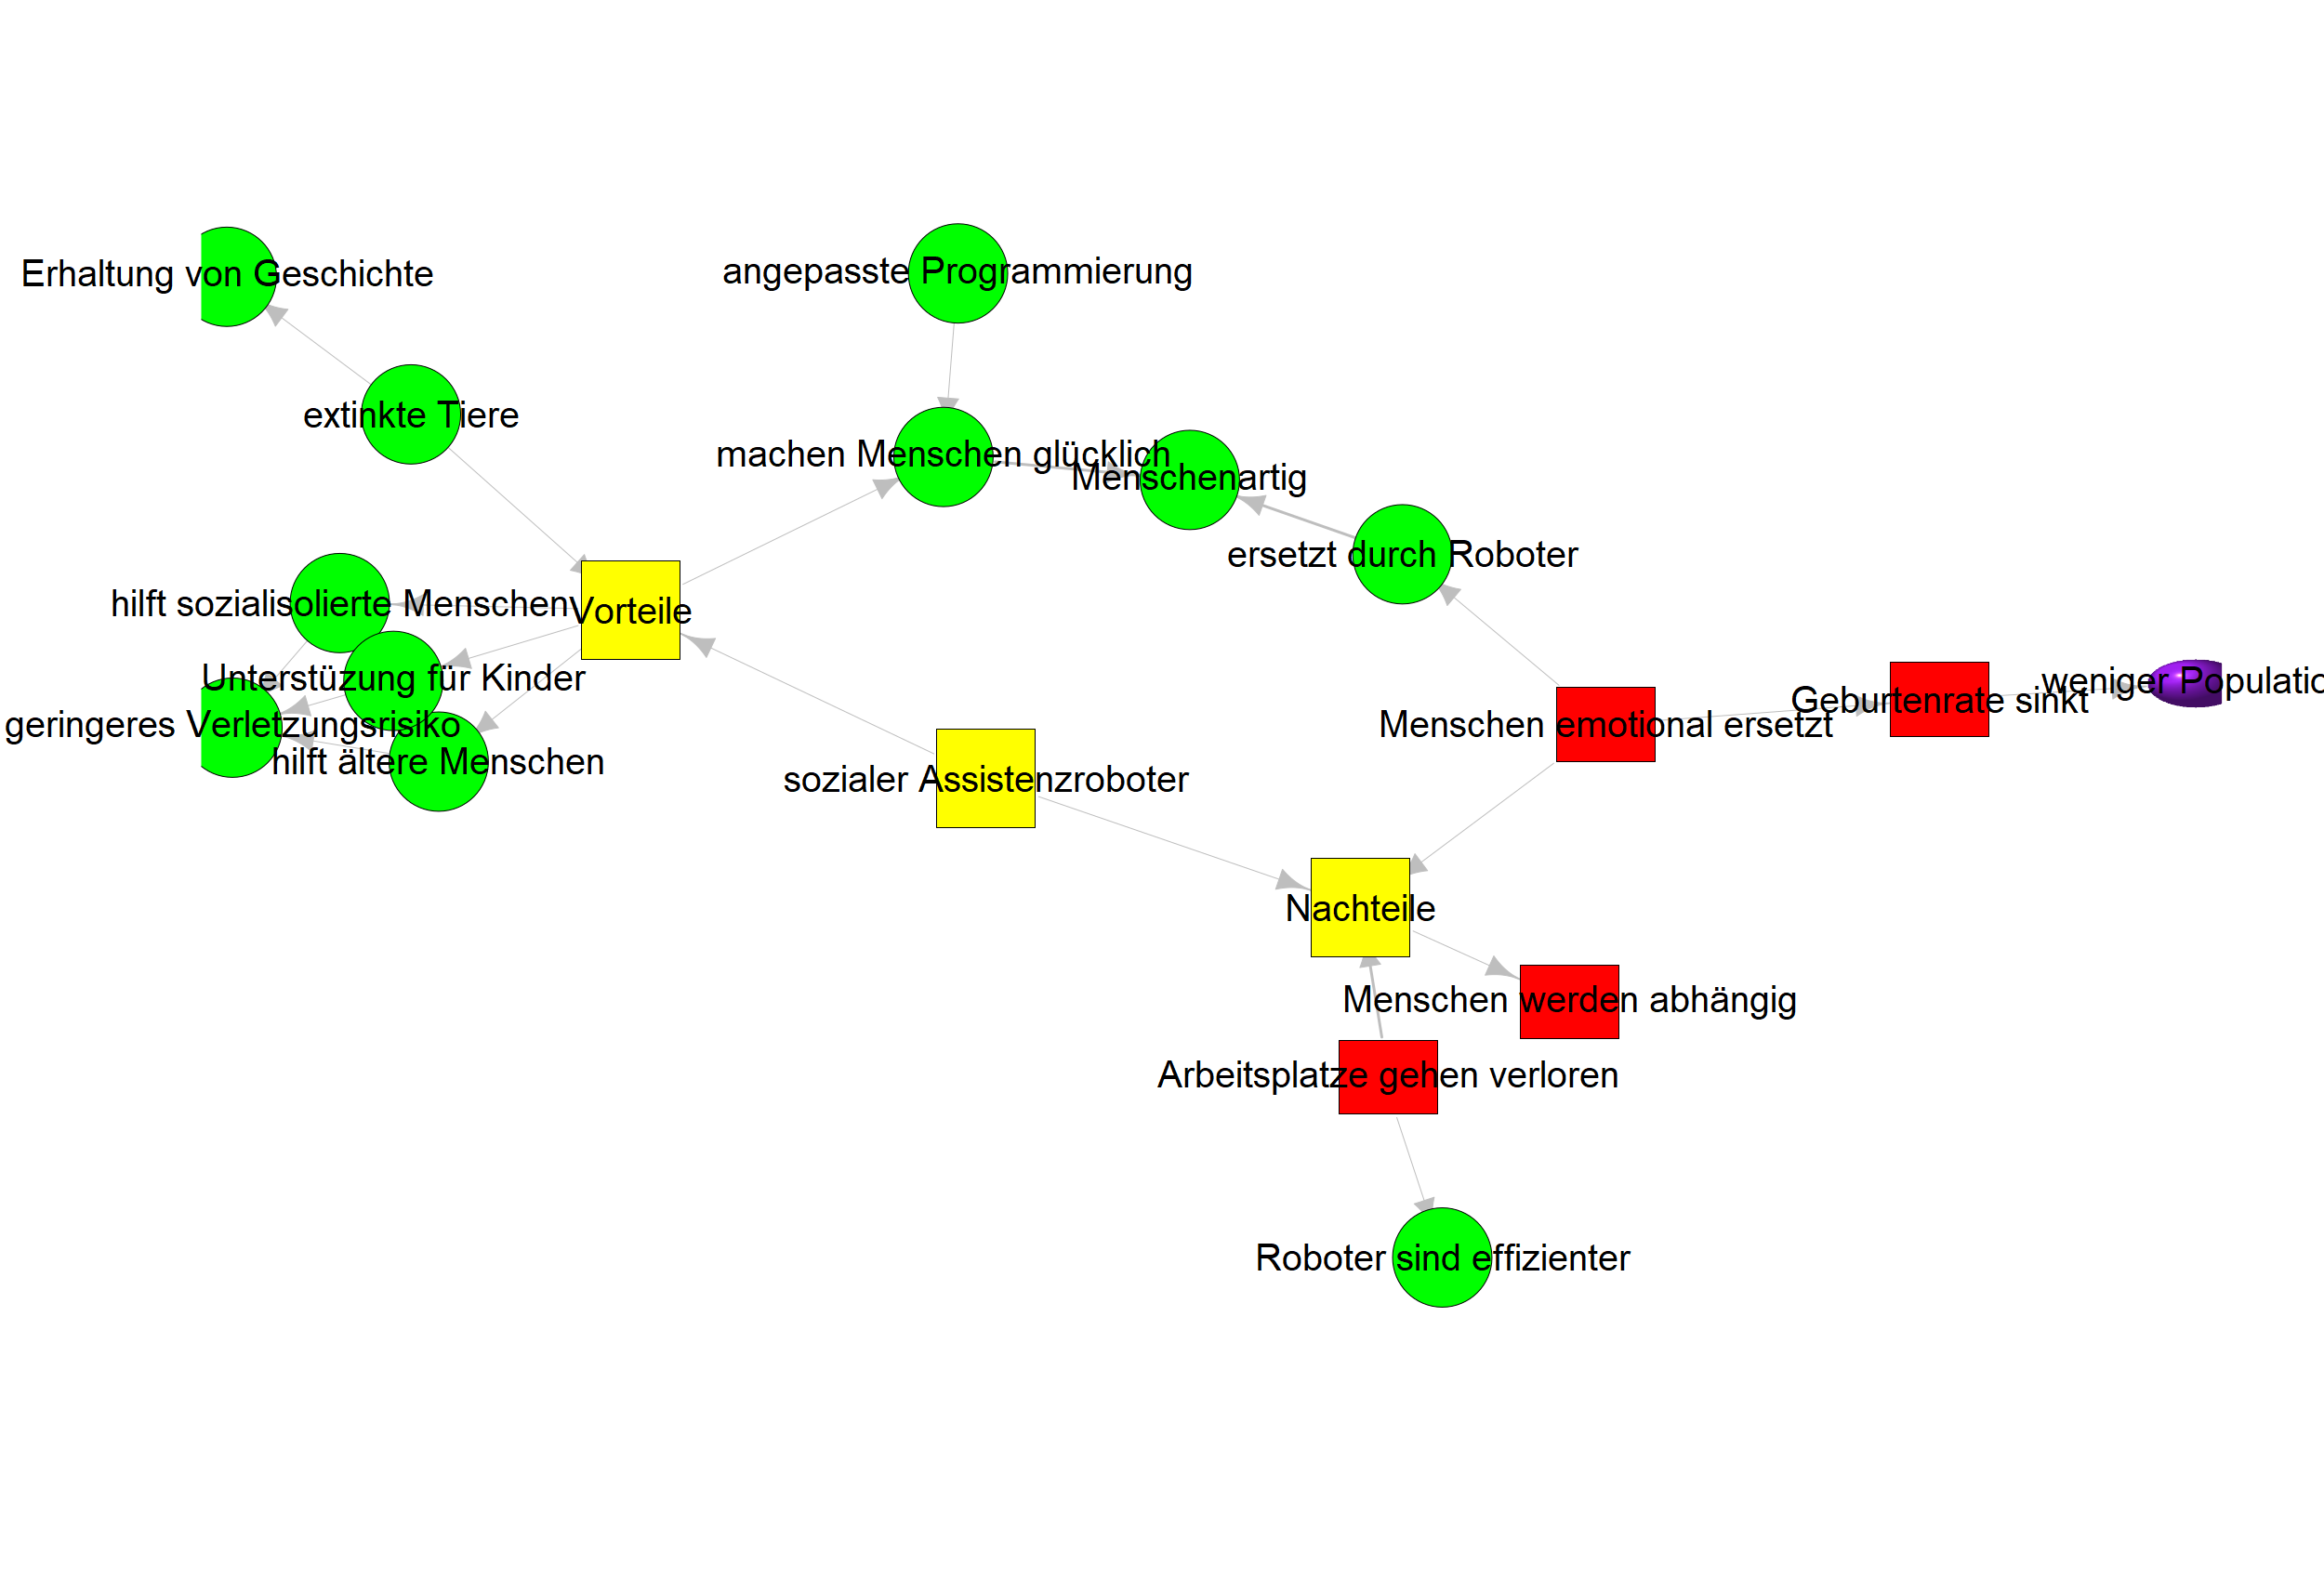 Erhaltung von Geschichte
angepasste Programmierung
extinkte Tiere
machen Menschen glücklich
Menschenartig
ersetzt durch Roboter
hilft sozialisolierte Menschen
Vorteile
Unterstüzung für Kinder
weniger Populatio
Geburtenrate sinkt
geringeres Verletzungsrisiko
Menschen emotional ersetzt
hilft ältere Menschen
sozialer Assistenzroboter
Nachteile
Menschen werden abhängig
Arbeitsplatze gehen verloren
Roboter sind effizienter